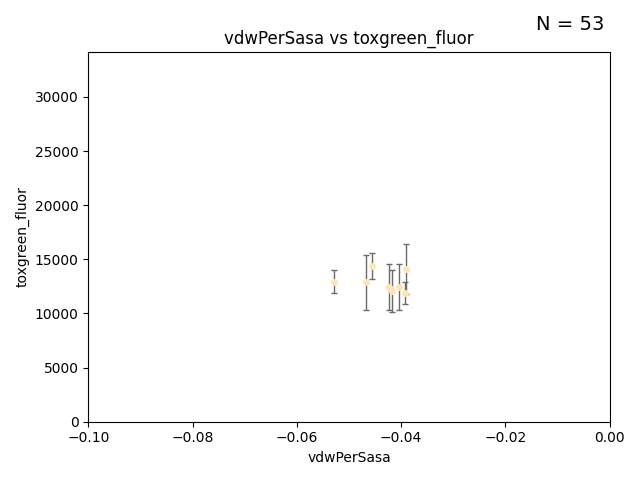 N = 53
vdwPerSasa vs toxgreen_fluor
toxgreen_fluor
30000
25000
20000
15000
10000
5000
0
−0.10 −0.08 −0.06 −0.04 −0.02 0.00
vdwPerSasa